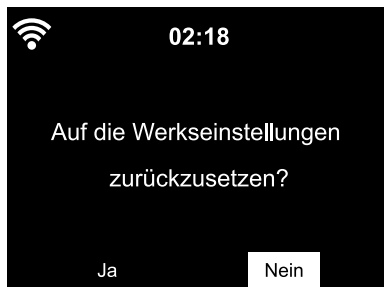 02:18
Auf die Werkseinstellungen
zurückzusetzen?
Ja Nein